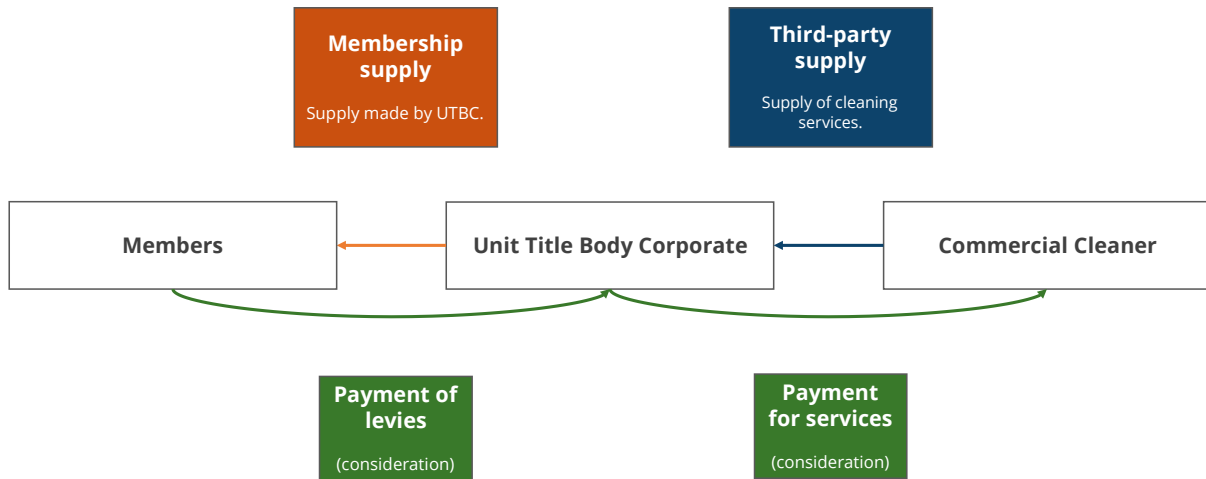 Membership
supply
Supply made by UTBC.
Third-party
supply
Supply of cleaning
services.
Members
Unit Title Body Corporate
Commercial Cleaner
Payment of
levies
(consideration)
Payment
for services
(consideration)